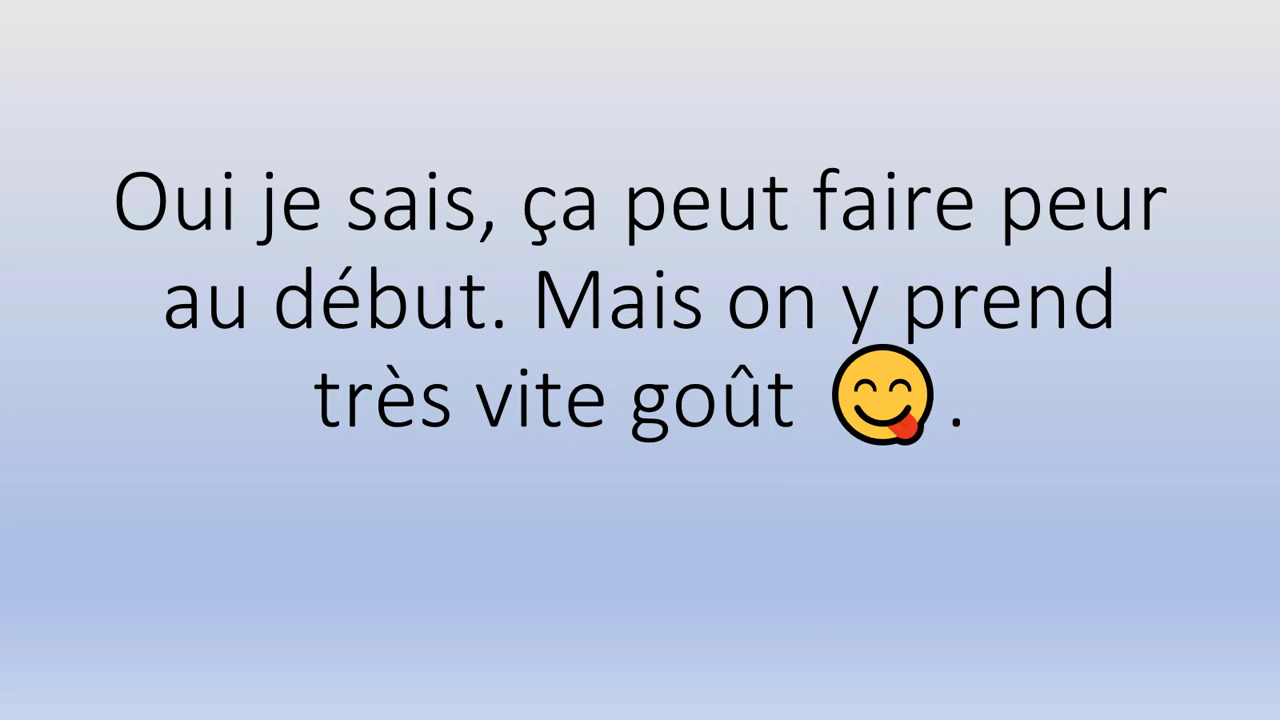 Oui je sais, ça peut faire peur
au début. Mais on y prend
très vite goût 😋.